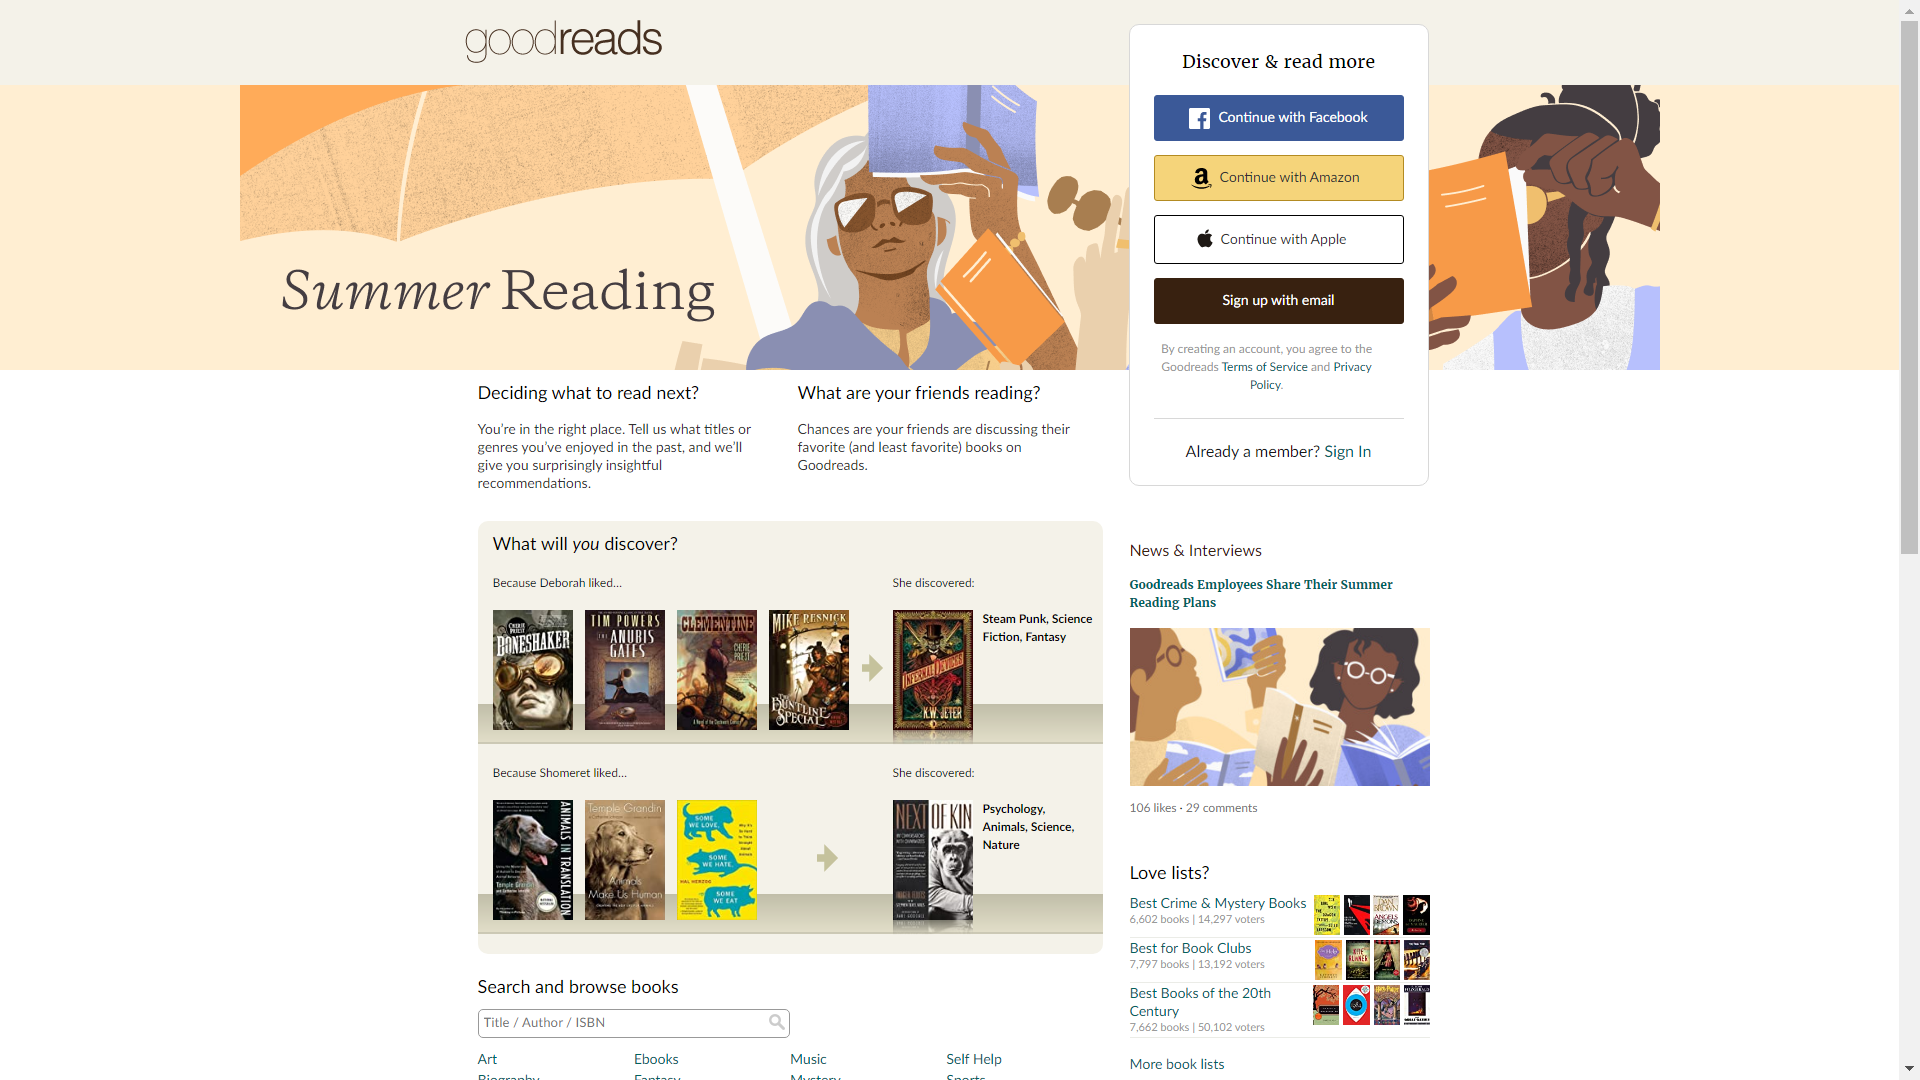 goodreads
Discover & read more
Continue with Facebook
Continue with Amazon
Continue with Apple
Sign up with email
By creating an account, you agree to the
Goodreads Terms of Service and Privacy
Policy.
Already a member? Sign In
Summer Reading
Deciding what to read next?
You're in the right place. Tell us what titles or
genres you've enjoyed in the past, and we'll
give you surprisingly insightful
recommendations.
What are your friends reading?
Chances are your friends are discussing their
favorite (and least favorite) books on
Goodreads.
What will you discover?
Because Deborah liked…
She discovered:
CHERIE PRIEST
BONESHAKER
TIM POWERS
THE ANUBIS
GATES
CLEMENTINE
CHERIE
PRIEST
MIKE RESNICK
THE
BUNTLINE
SPECIAL
INFERNAL DEVICES
K.W. JETER
Steam Punk, Science
Fiction, Fantasy
Because Shomeret liked…
She discovered:
ANIMALS IN TRANSLATION
Temple Grandin
Temple Grandin
Animals
Make Us Human
SOME
WE LOVE,
SOME
WE HATE,
HAL HERZOG
SOME
WE EAT
NEXT OF KIN
Psychology,
Animals, Science,
Nature
News & Interviews
Goodreads Employees Share Their Summer
Reading Plans
106 likes · 29 comments
Love lists?
Best Crime & Mystery Books
6,602 books | 14,297 voters
DAN
BROWN
ANGELS
DEMONS
Best for Book Clubs
7,797 books | 13,192 voters
Best Books of the 20th
Century
7,662 books | 50,102 voters
More book lists
Search and browse books
Title / Author / ISBN
Art
Ebooks
Music
Self Help
Biography
Fantasy
Mystery
Sports